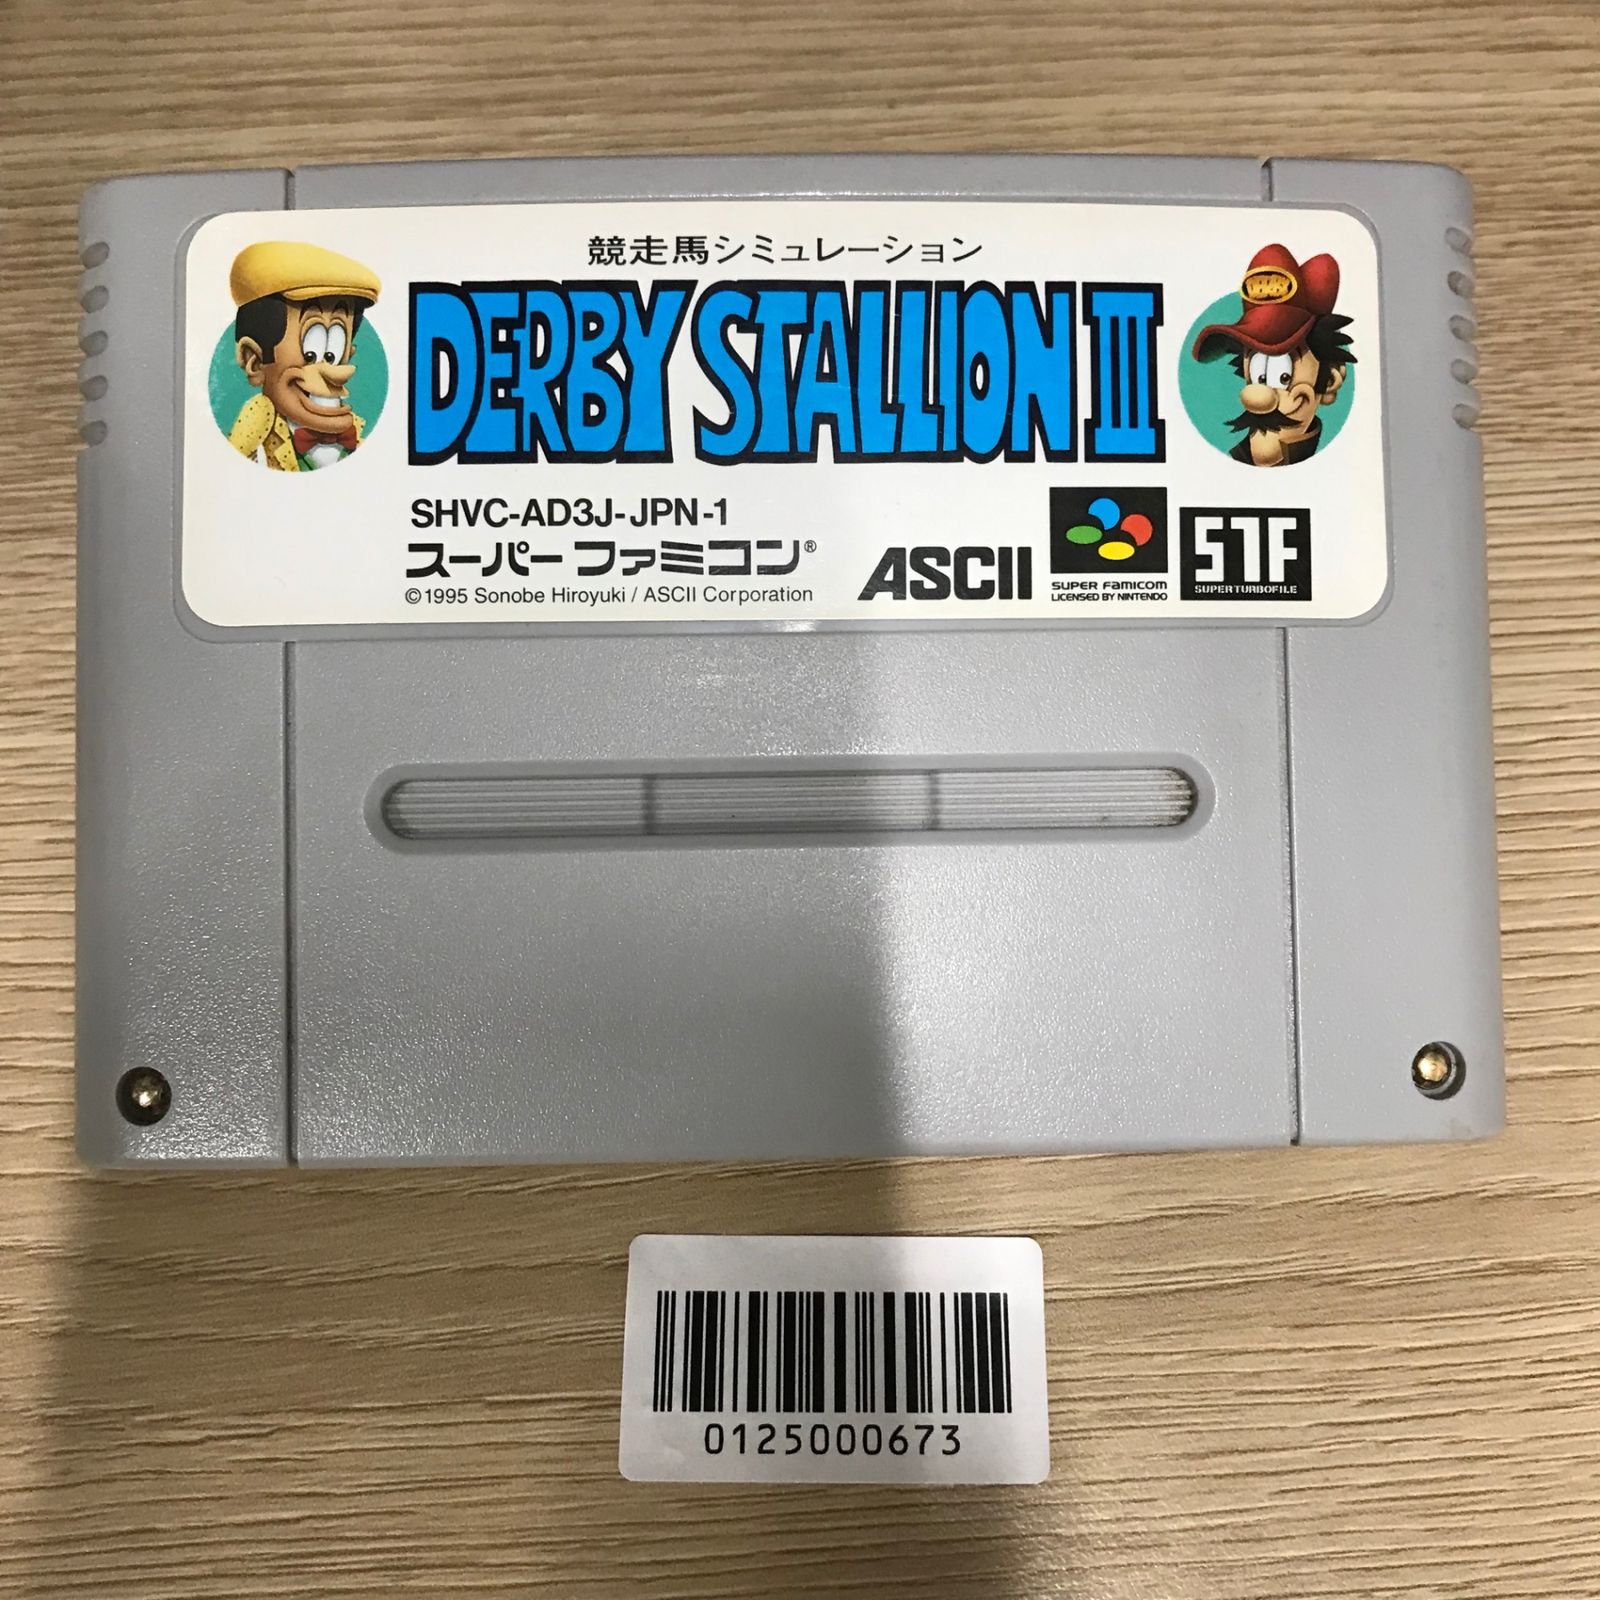 競走馬シミュレーション
DERBY STALLION III
SHVC-AD3J-JPN-1
スーパーファミコン®
©1995 Sonobe Hiroyuki / ASCII Corporation
ASCII
SUPER FAMICOM
LICENSED BY NINTENDO
STF
SUPERTURBOFILE
DERBY
0125000673